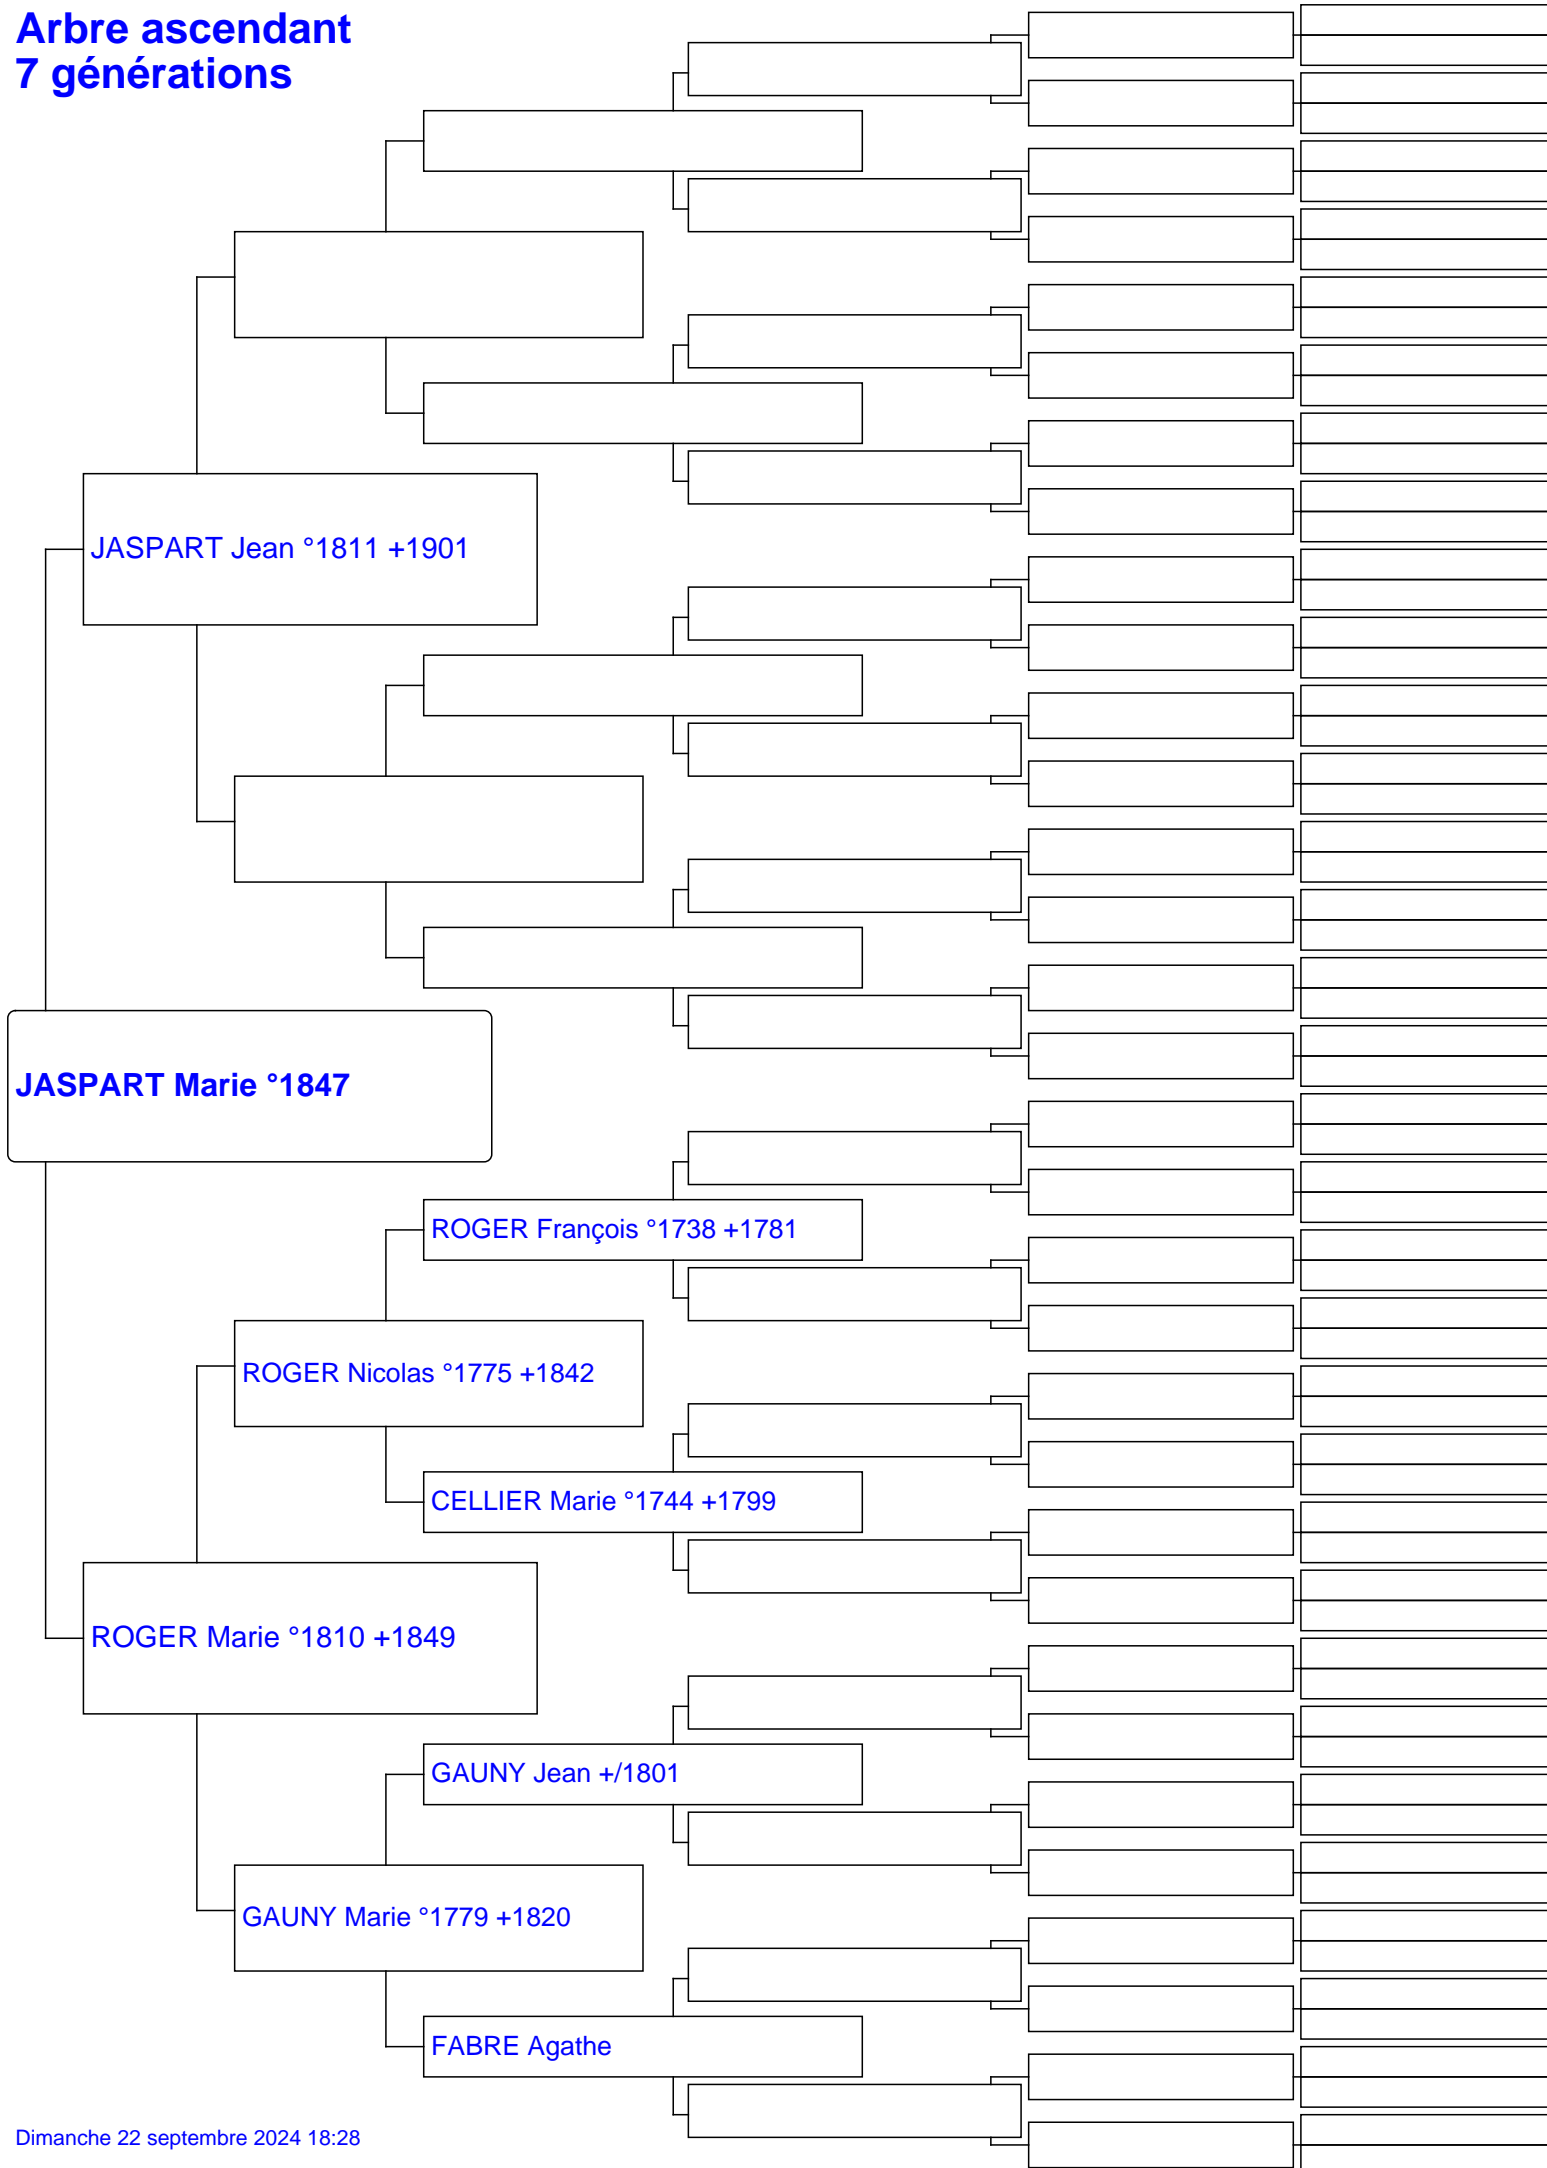 Arbre ascendant
7 générations
JASPART Jean °1811 +1901
JASPART Marie °1847
ROGER François °1738 +1781
ROGER Nicolas °1775 +1842
CELLIER Marie °1744 +1799
ROGER Marie °1810 +1849
GAUNY Jean +/1801
GAUNY Marie °1779 +1820
FABRE Agathe
Dimanche 22 septembre 2024 18:28